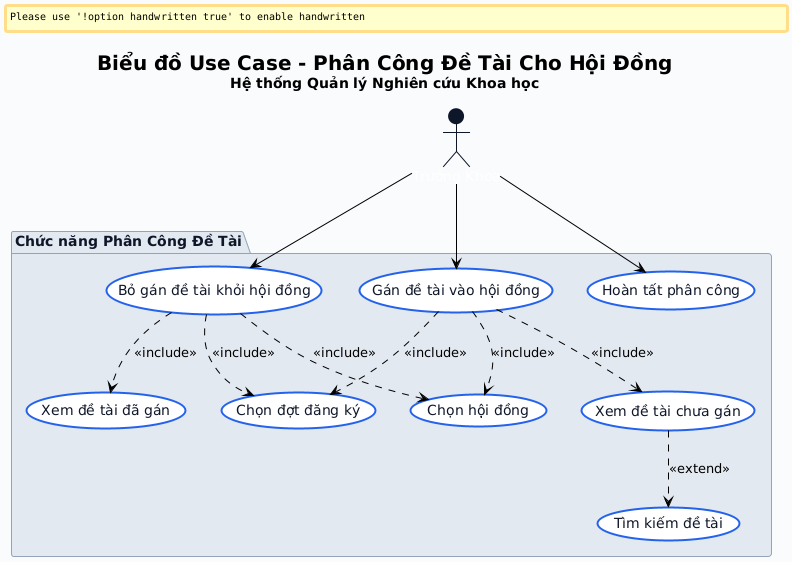 Please use '!option handwritten true' to enable handwritten
Biểu đồ Use Case - Phân Công Đề Tài Cho Hội Đồng
Hệ thống Quản lý Nghiên cứu Khoa học
Chức năng Phân Công Đề Tài
Bỏ gán đề tài khỏi hội đồng
Gán đề tài vào hội đồng
Hoàn tất phân công
«include»
«include»
«include»
«include»
«include»
Xem đề tài đã gán
Chọn đợt đăng ký
Chọn hội đồng
Xem đề tài chưa gán
«extend»
Tìm kiếm đề tài